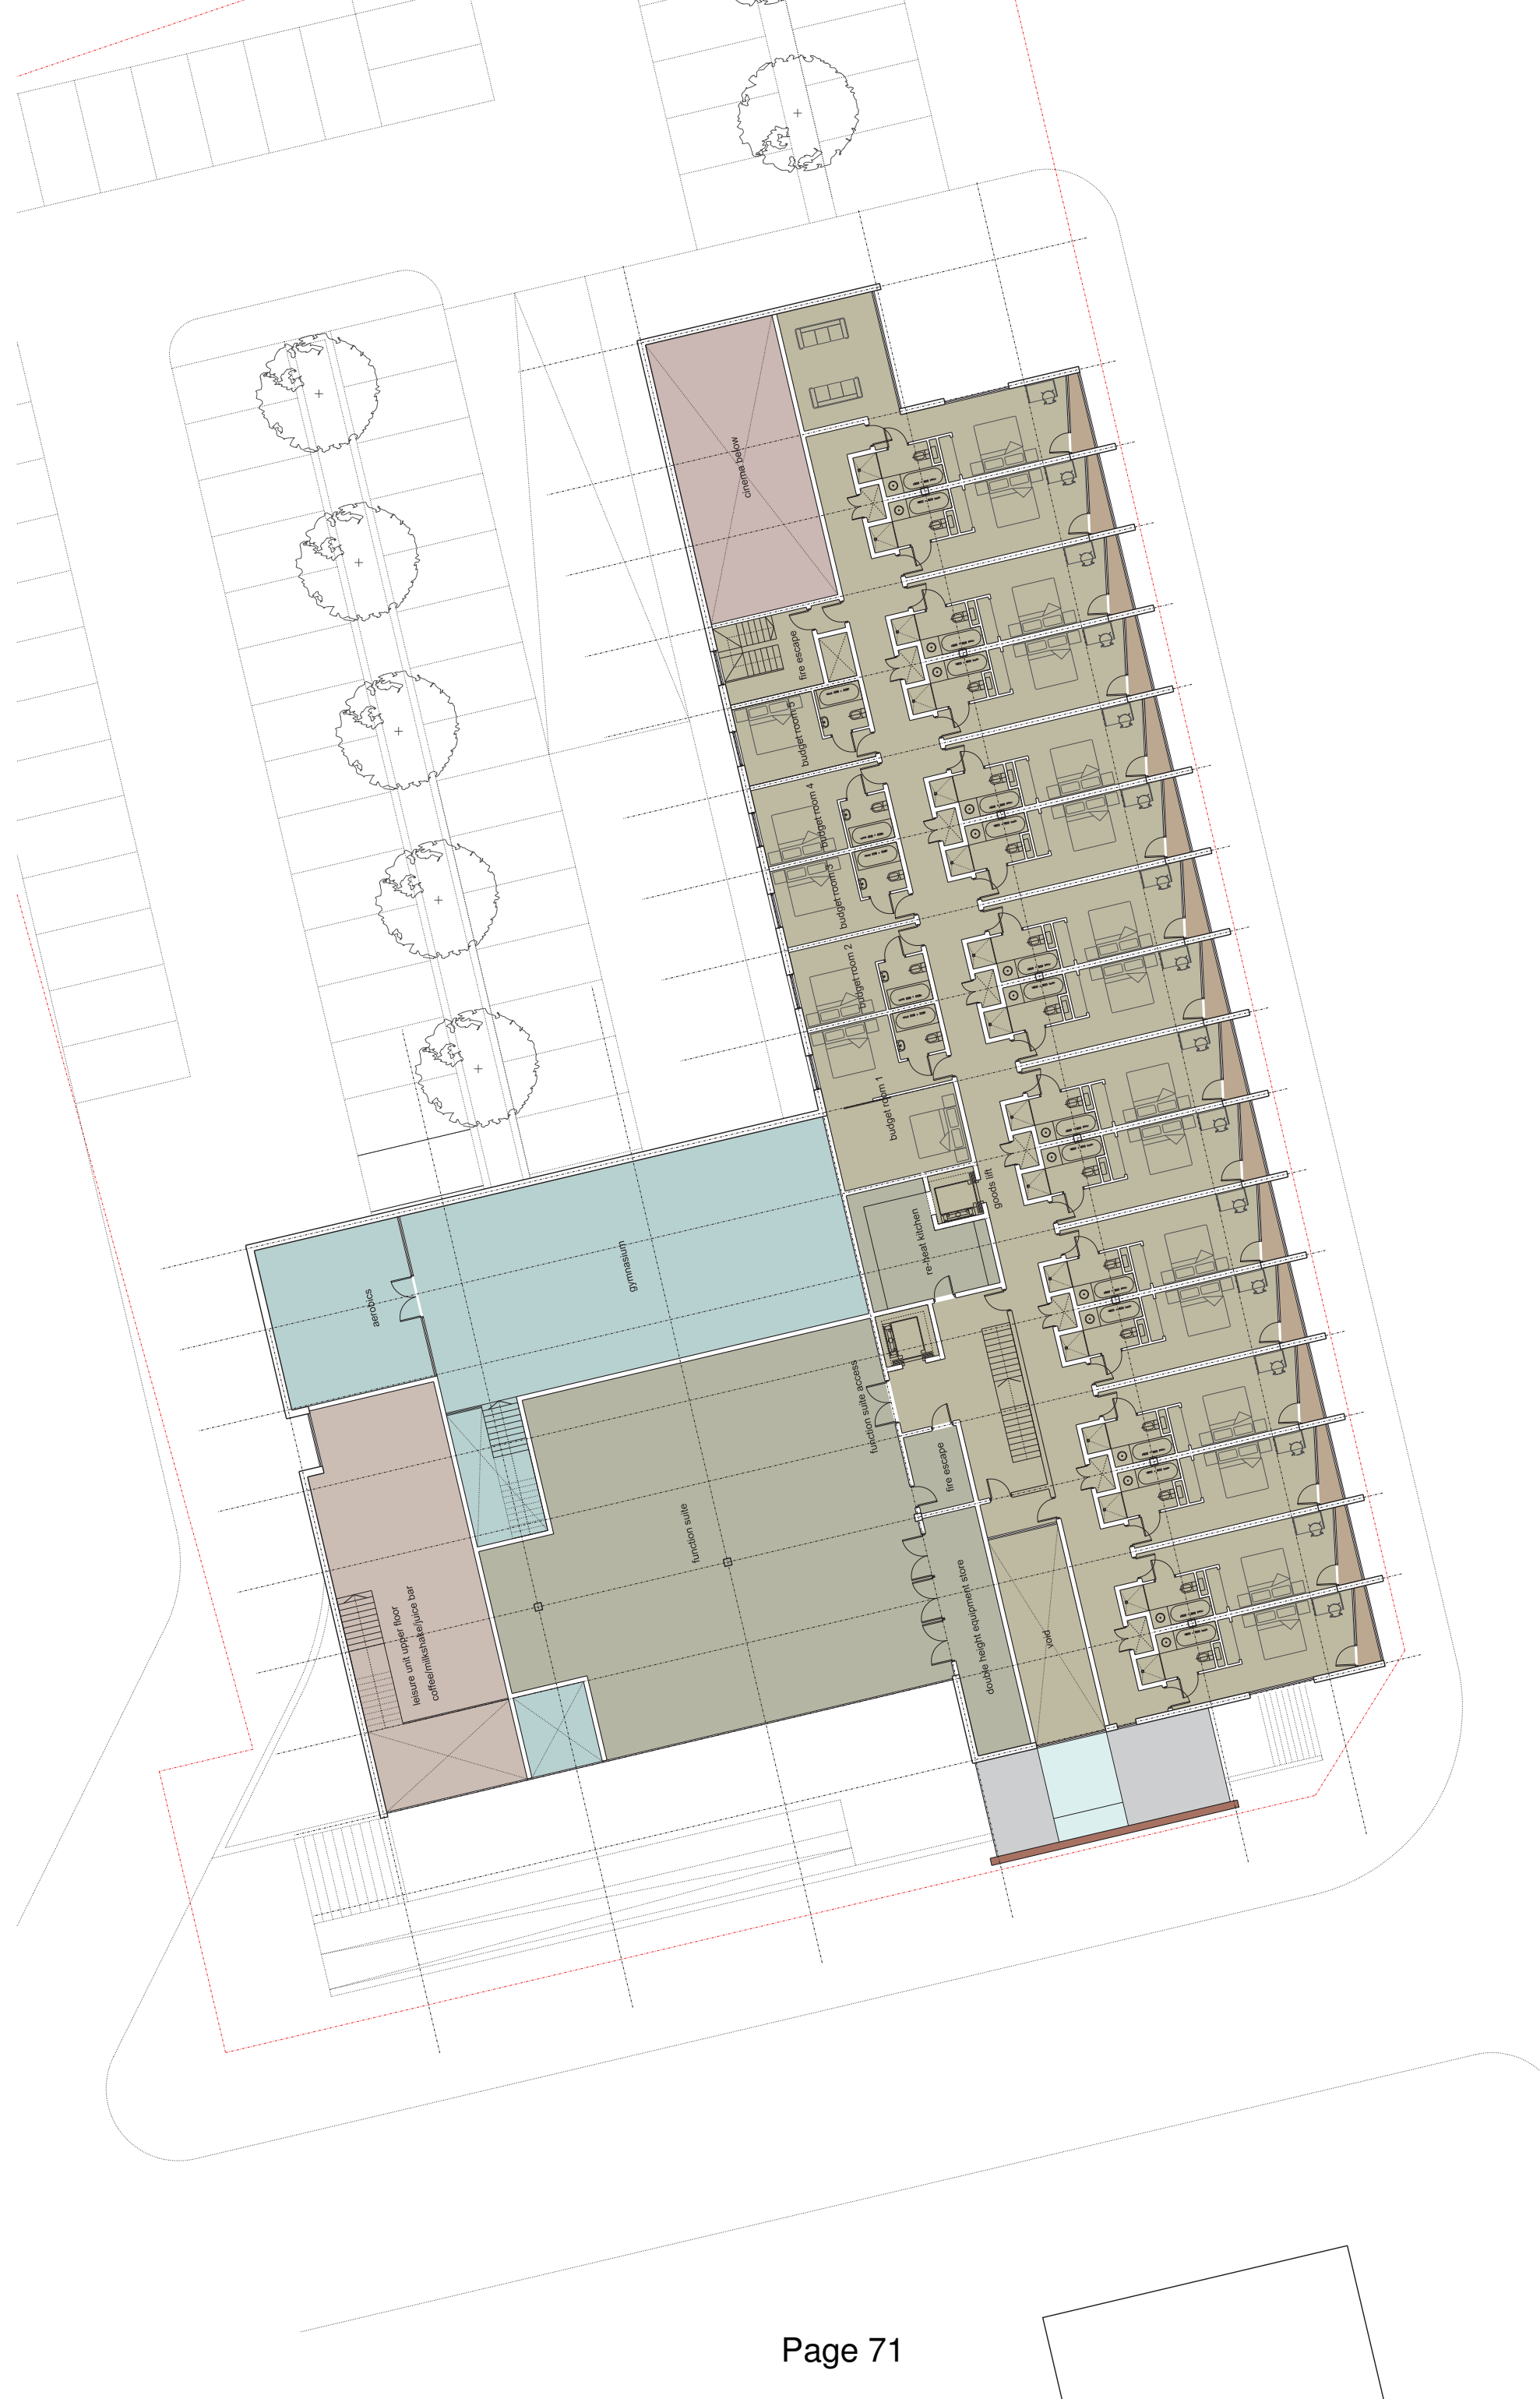 cinema below
fire escape
budget room 5
budget room 4
budget room 3
budget room 2
budget room 1
goods lift
re-heat kitchen
gymnasium
aerobics
function suite access
fire escape
function suite
double height equipment store
void
leisure unit upper floor
coffee/milkshake/juice bar
Page 71